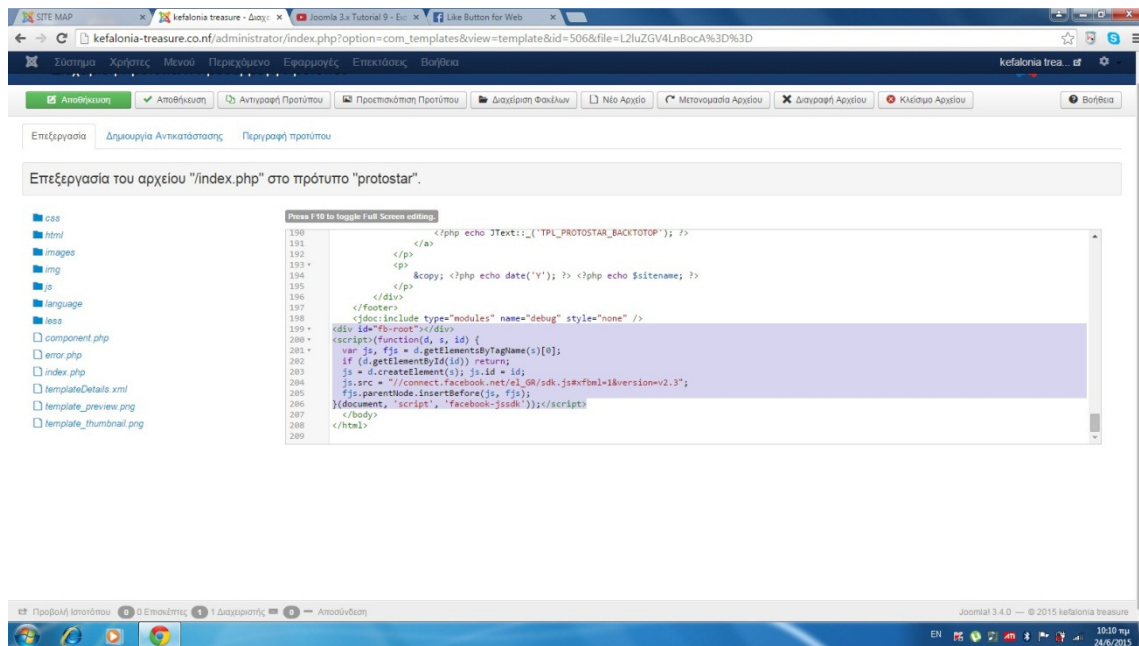 SITE MAP
kefalonia treasure - Διαχε
Joomla 3.x Tutorial 9 - Ext
Like Button for Web
kefalonia-treasure.co.nf/administrator/index.php?option=com_templates&view=template&id=506&file=L2luZGV4LnBocA%3D%3D
Σύστημα Χρήστες Μενού Περιεχόμενο Εφαρμογές Επεκτάσεις Βοήθεια kefalonia trea...
Αποθήκευση Αποθήκευση Αντιγραφή Προτύπου Προεπισκόπιση Προτύπου Διαχείριση Φακέλων Νέο Αρχείο Μετονομασία Αρχείου Διαγραφή Αρχείου Κλείσιμο Αρχείου Βοήθεια
Επεξεργασία Δημιουργία Αντικατάστασης Περιγραφή προτύπου
Επεξεργασία του αρχείου "/index.php" στο πρότυπο "protostar".
css
html
images
img
js
language
less
component.php
error.php
index.php
templateDetails.xml
template_preview.png
template_thumbnail.png
Press F10 to toggle Full Screen editing.
190 <?php echo JText::_('TPL_PROTOSTAR_BACKTOTOP'); ?>
191 </a>
192 </p>
193 <p>
194 &copy; <?php echo date('Y'); ?> <?php echo $sitename; ?>
195 </p>
196 </div>
197 </footer>
198 <jdoc:include type="modules" name="debug" style="none" />
199 <div id="fb-root"></div>
200 <script>(function(d, s, id) {
201 var js, fjs = d.getElementsByTagName(s)[0];
202 if (d.getElementById(id)) return;
203 js = d.createElement(s); js.id = id;
204 js.src = "//connect.facebook.net/el_GR/sdk.js#xfbml=1&version=v2.3";
205 fjs.parentNode.insertBefore(js, fjs);
206 }(document, 'script', 'facebook-jssdk'));</script>
207 </body>
208 </html>
209
Προβολή Ιστοτόπου 0 0 Επισκέπτες 1 1 Διαχειριστής 0 Αποσύνδεση Joomla! 3.4.0 — © 2015 kefalonia treasure
EN 10:10 πμ
24/6/2015